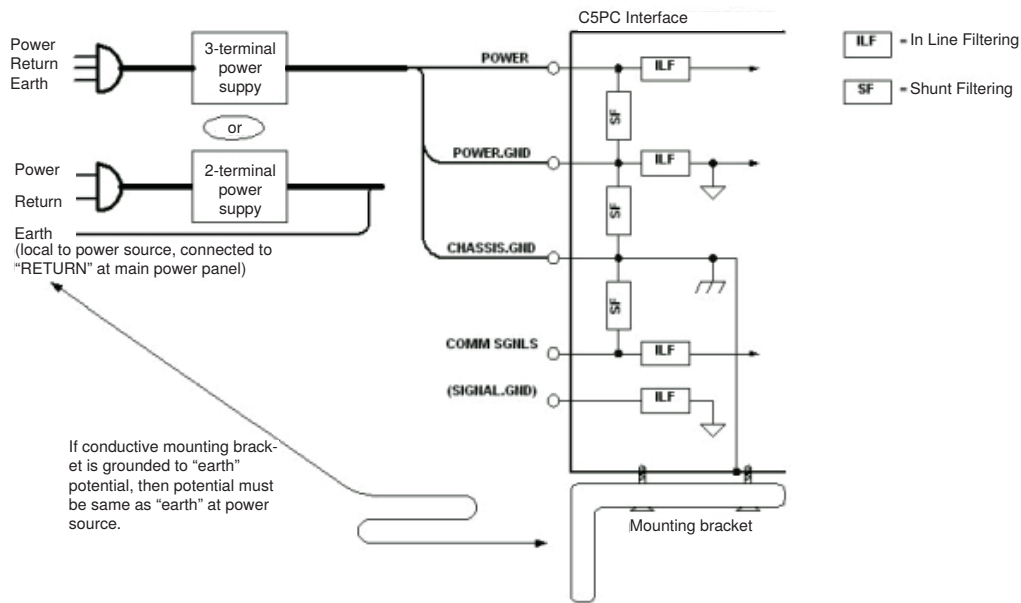 C5PC Interface
Power
Return
Earth
3-terminal
power
suppy
POWER
ILF
ILF
= In Line Filtering
SF
SF
= Shunt Filtering
or
POWER.GND
ILF
Power
Return
2-terminal
power
suppy
SF
Earth
(local to power source, connected to
“RETURN” at main power panel)
CHASSIS.GND
SF
COMM SGNLS
ILF
(SIGNAL.GND)
ILF
If conductive mounting brack-
et is grounded to “earth”
potential, then potential must
be same as “earth” at power
source.
Mounting bracket